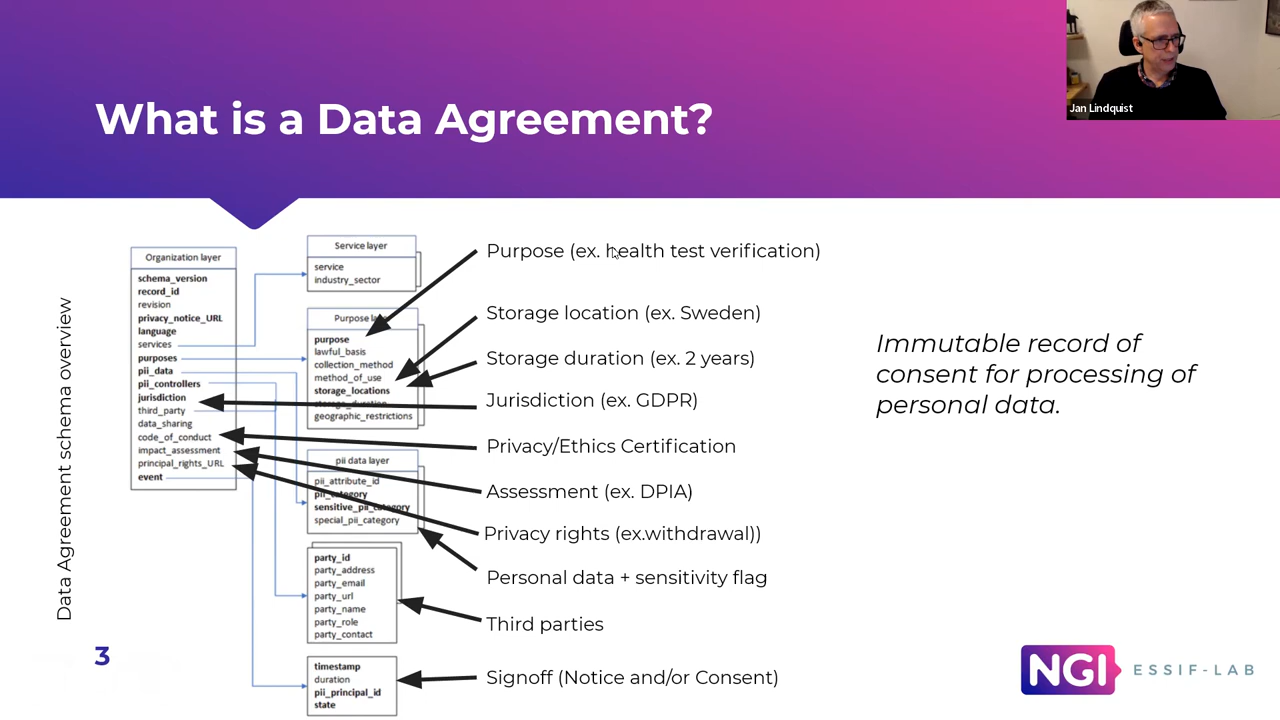 What is a Data Agreement?
Jan Lindquist
Data Agreement schema overview
Organization layer
schema_version
record_id
revision
privacy_notice_URL
language
services
purposes
pii_data
pii_controllers
jurisdiction
third_party
data_sharing
code_of_conduct
impact_assessment
principal_rights_URL
event
Service layer
service
industry_sector
Purpose layer
purpose
lawful_basis
collection_method
method_of_use
storage_locations
storage_duration
geographic_restrictions
pii data layer
pii_attribute_id
pii_category
sensitive_pii_category
special_pii_category
party_id
party_address
party_email
party_url
party_name
party_role
party_contact
timestamp
duration
pii_principal_id
state
Purpose (ex. health test verification)
Storage location (ex. Sweden)
Storage duration (ex. 2 years)
Jurisdiction (ex. GDPR)
Privacy/Ethics Certification
Assessment (ex. DPIA)
Privacy rights (ex.withdrawal))
Personal data + sensitivity flag
Third parties
Signoff (Notice and/or Consent)
Immutable record of
consent for processing of
personal data.
3
NGI ESSIF-LAB